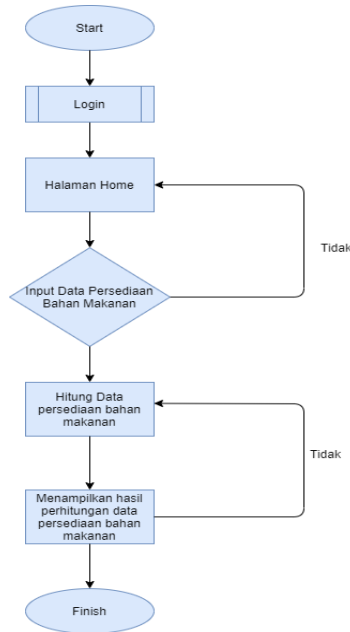 Start
Login
Halaman Home
Tidak
Input Data Persediaan
Bahan Makanan
Hitung Data
persediaan bahan
makanan
Tidak
Menampilkan hasil
perhitungan data
persediaan bahan
makanan
Finish